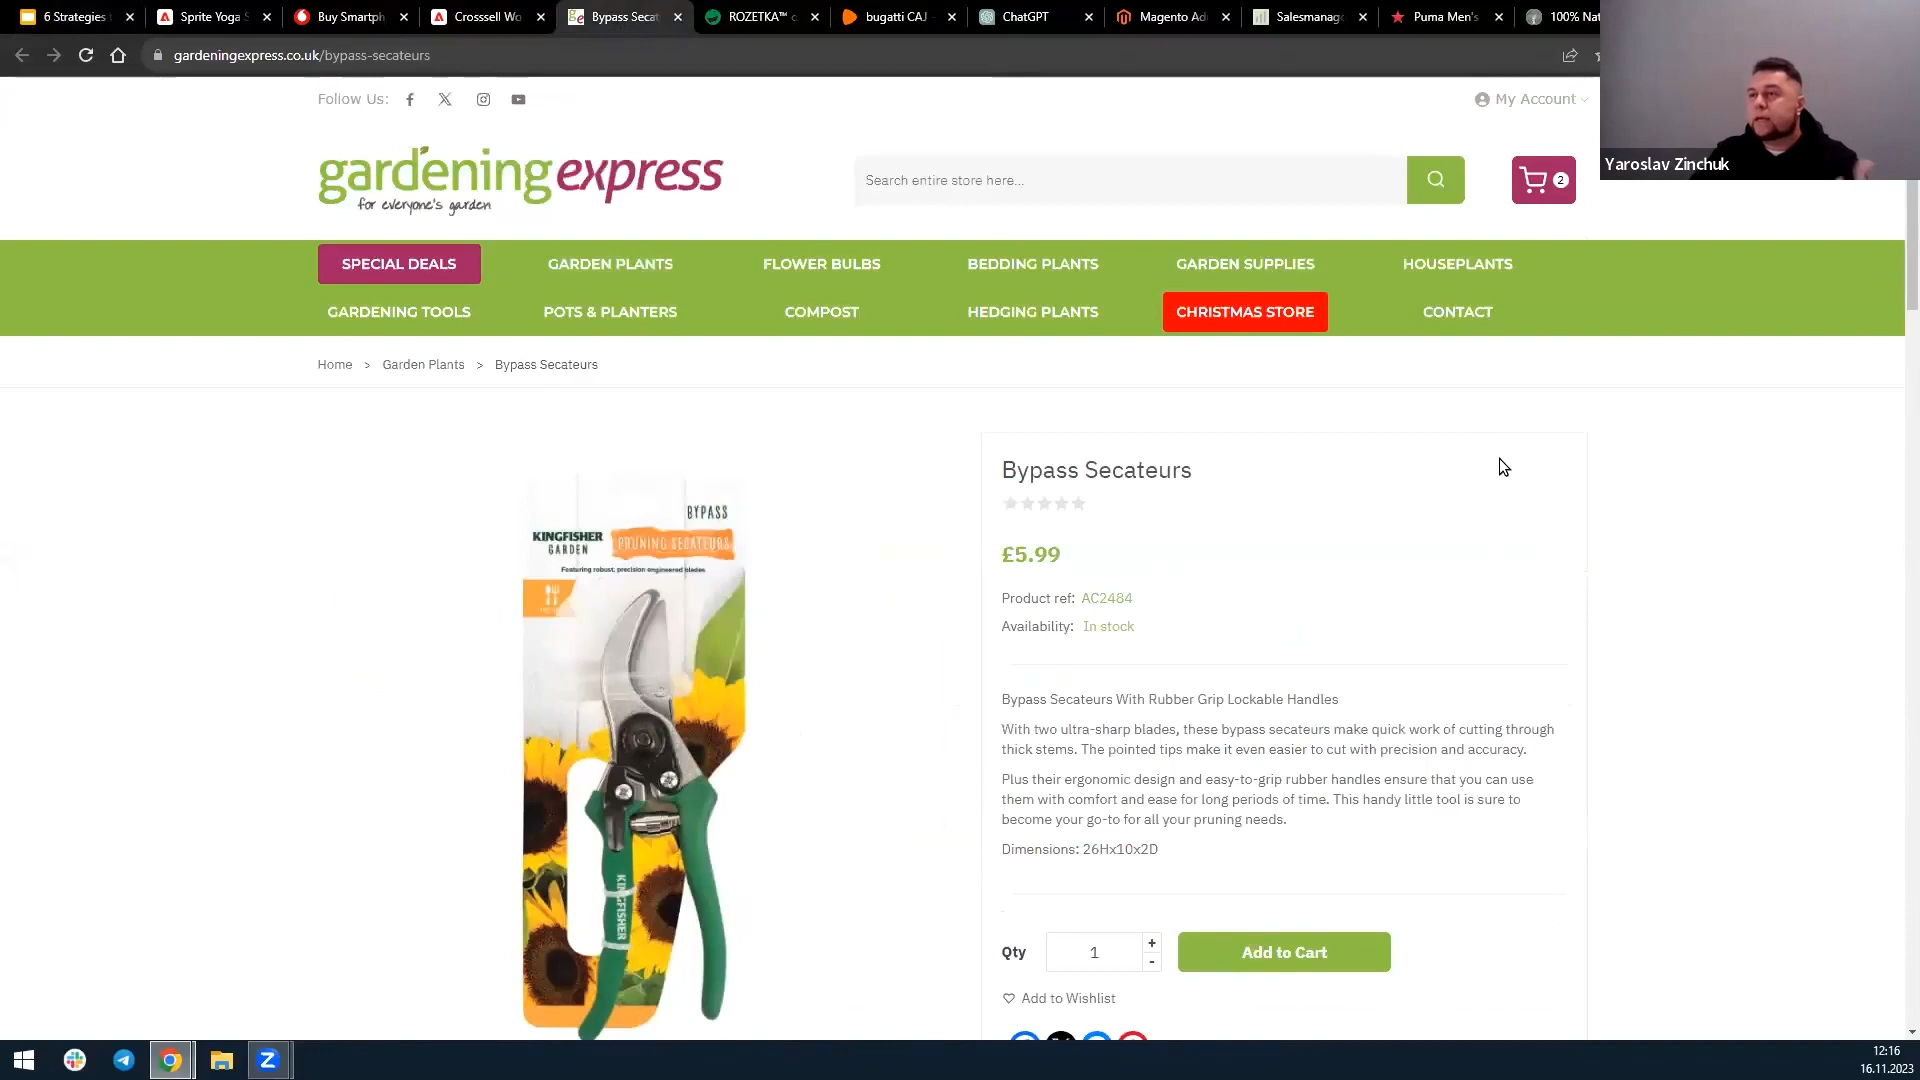 6 Strategies
Sprite Yoga S
Buy Smartph
Crosssell Wo
Bypass Secat
ROZETKA™
bugatti CAJ
ChatGPT
Magento Ad
Salesmanag
Puma Men's
100% Nat
gardeningexpress.co.uk/bypass-secateurs
Yaroslav Zinchuk
Follow Us:
My Account
gardening express
for everyone's garden
Search entire store here...
2
SPECIAL DEALS
GARDEN PLANTS
FLOWER BULBS
BEDDING PLANTS
GARDEN SUPPLIES
HOUSEPLANTS
GARDENING TOOLS
POTS & PLANTERS
COMPOST
HEDGING PLANTS
CHRISTMAS STORE
CONTACT
Home > Garden Plants > Bypass Secateurs
BYPASS
KINGFISHER
GARDEN
PRUNING SECATEURS
Featuring robust, precision engineered blades
KINGFISHER
Bypass Secateurs
£5.99
Product ref: AC2484
Availability: In stock
Bypass Secateurs With Rubber Grip Lockable Handles
With two ultra-sharp blades, these bypass secateurs make quick work of cutting through
thick stems. The pointed tips make it even easier to cut with precision and accuracy.
Plus their ergonomic design and easy-to-grip rubber handles ensure that you can use
them with comfort and ease for long periods of time. This handy little tool is sure to
become your go-to for all your pruning needs.
Dimensions: 26Hx10x2D
Qty 1 + - Add to Cart
Add to Wishlist
12:16
16.11.2023